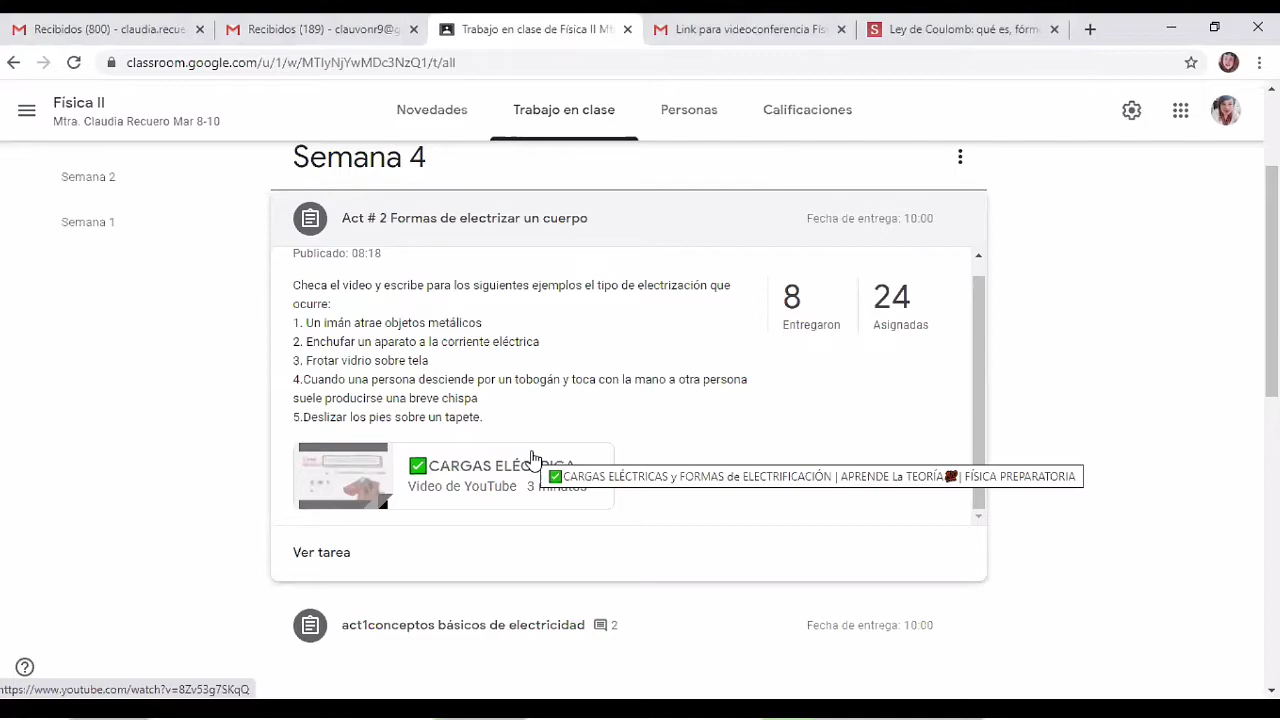 Recibidos (800) - claudia.recue
Recibidos (189) - clauvonr9@g
Trabajo en clase de Física II Mt
Link para videoconferencia Fís
Ley de Coulomb: qué es, fórm
classroom.google.com/u/1/w/MTIyNjYwMDc3NzQ1/t/all
Física II
Mtra. Claudia Recuero Mar 8-10
Novedades
Trabajo en clase
Personas
Calificaciones
Semana 2
Semana 1
Semana 4
Act # 2 Formas de electrizar un cuerpo
Fecha de entrega: 10:00
Publicado: 08:18
Checa el video y escribe para los siguientes ejemplos el tipo de electrización que
ocurre:
1. Un imán atrae objetos metálicos
2. Enchufar un aparato a la corriente eléctrica
3. Frotar vidrio sobre tela
4.Cuando una persona desciende por un tobogán y toca con la mano a otra persona
suele producirse una breve chispa
5.Deslizar los pies sobre un tapete.
8
Entregaron
24
Asignadas
✅CARGAS ELÉCTRICA
Video de YouTube 3 minutos
✅CARGAS ELÉCTRICAS y FORMAS de ELECTRIFICACIÓN | APRENDE La TEORÍA | FÍSICA PREPARATORIA
Ver tarea
act1conceptos básicos de electricidad
2
Fecha de entrega: 10:00
https://www.youtube.com/watch?v=8Zv53g7SKqQ